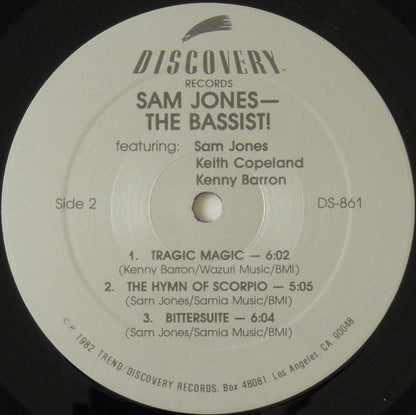 DISCOVERY
RECORDS
SAM JONES—
THE BASSIST!
featuring: Sam Jones
Keith Copeland
Kenny Barron
Side 2
DS-861
1. TRAGIC MAGIC — 6:02
(Kenny Barron/Wazuri Music/BMI)
2. THE HYMN OF SCORPIO — 5:05
(Sam Jones/Samia Music/BMI)
3. BITTERSUITE — 6:04
(Sam Jones/Samia Music/BMI)
©℗ 1982 TREND/DISCOVERY RECORDS, Box 48081, Los Angeles, CA. 90048